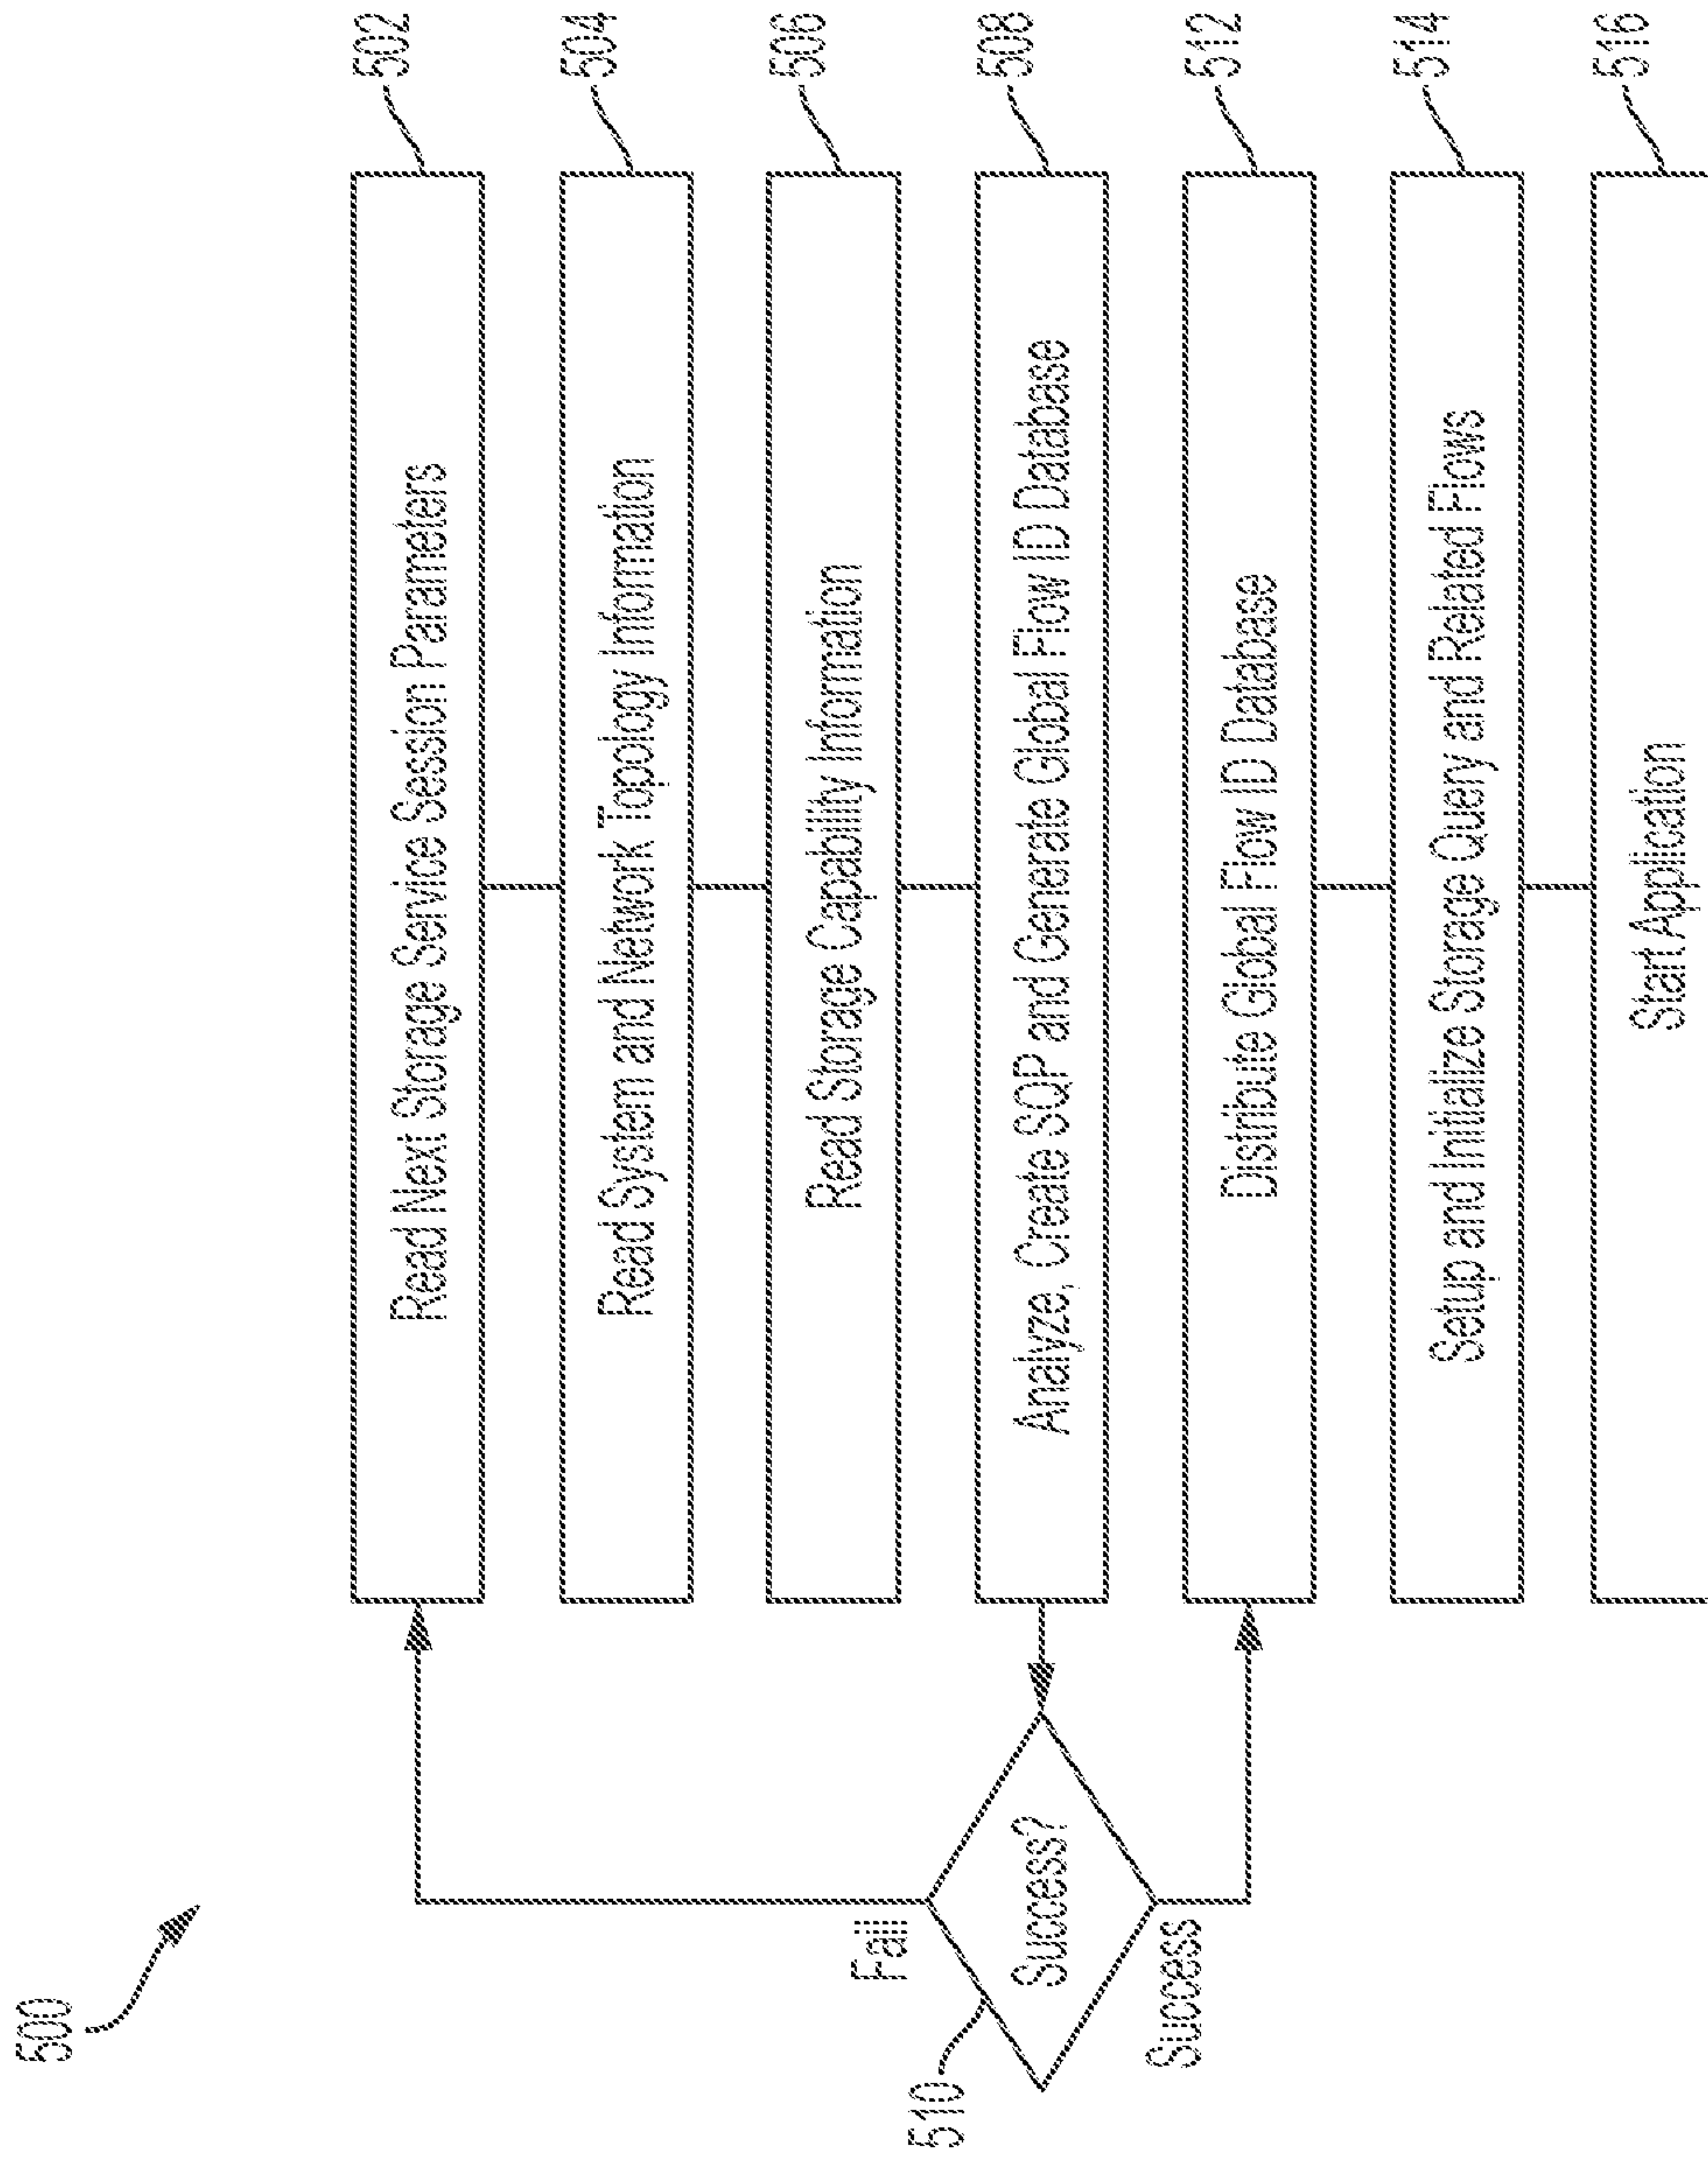 500
Read Next Storage Service Session Parameters
502
Read System and Network Topology Information
504
Read Storage Capability Information
506
Analyze, Create SQP and Generate Global Flow ID Database
508
Fail
510
Success?
Success
Distribute Global Flow ID Database
512
Setup and Initialize Storage Query and Related Flows
514
Start Application
516